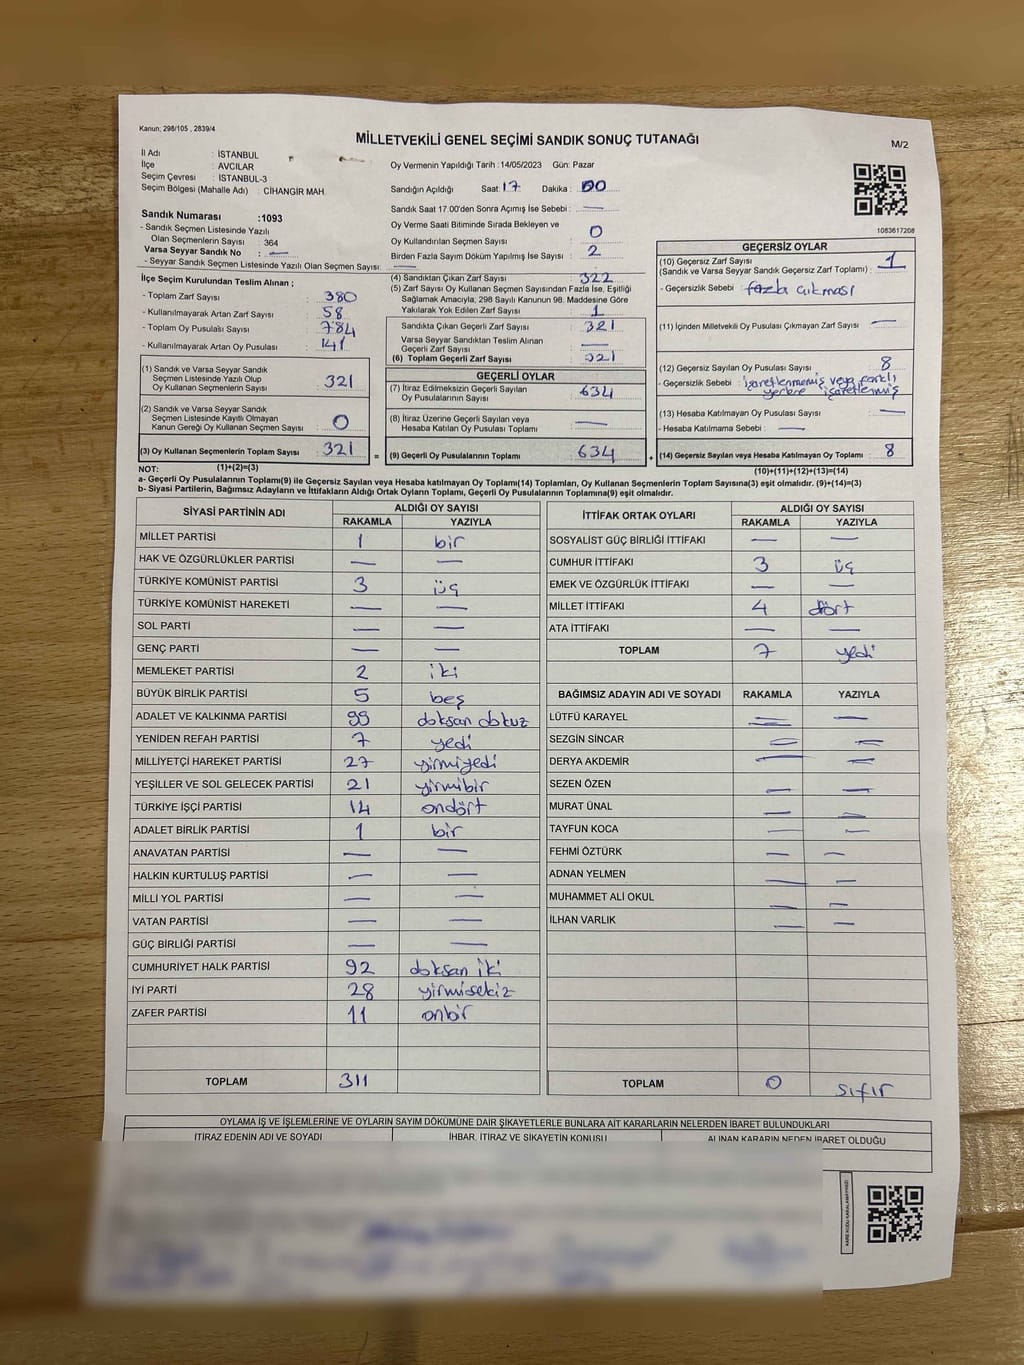 Kanun, 298/105 , 2839/4
MİLLETVEKİLİ GENEL SEÇİMİ SANDIK SONUÇ TUTANAĞI
M/2
İl Adı : İSTANBUL
İlçe : AVCILAR
Seçim Çevresi : İSTANBUL-3
Seçim Bölgesi (Mahalle Adı) : CİHANGİR MAH.
Oy Vermenin Yapıldığı Tarih : 14/05/2023 Gün: Pazar
Sandığın Açıldığı Saat: 17 Dakika : 00
Sandık Saat 17.00'den Sonra Açımış İse Sebebi : —
Oy Verme Saati Bitiminde Sırada Bekleyen ve
Oy Kullandırılan Seçmen Sayısı 0
Birden Fazla Sayım Döküm Yapılmış İse Sayısı : 2
1083617208
Sandık Numarası :1093
- Sandık Seçmen Listesinde Yazılı
Olan Seçmenlerin Sayısı : 364
Varsa Seyyar Sandık No : —
- Seyyar Sandık Seçmen Listesinde Yazılı Olan Seçmen Sayısı: —
İlçe Seçim Kurulundan Teslim Alınan ;
- Toplam Zarf Sayısı : 380
- Kullanılmayarak Artan Zarf Sayısı : 58
- Toplam Oy Pusulası Sayısı : 784
- Kullanılmayarak Artan Oy Pusulası : 141
(1) Sandık ve Varsa Seyyar Sandık
Seçmen Listesinde Yazılı Olup
Oy Kullanan Seçmenlerin Sayısı : 321
(2) Sandık ve Varsa Seyyar Sandık
Seçmen Listesinde Kayıtlı Olmayan
Kanun Gereği Oy Kullanan Seçmen Sayısı : 0
(3) Oy Kullanan Seçmenlerin Toplam Sayısı : 321 =
(4) Sandıktan Çıkan Zarf Sayısı : 322
(5) Zarf Sayısı Oy Kullanan Seçmen Sayısından Fazla İse, Eşitliği
Sağlamak Amacıyla, 298 Sayılı Kanunun 98. Maddesine Göre
Yakılarak Yok Edilen Zarf Sayısı : 1
Sandıkta Çıkan Geçerli Zarf Sayısı : 321
Varsa Seyyar Sandıktan Teslim Alınan
Geçerli Zarf Sayısı : —
(6) Toplam Geçerli Zarf Sayısı : 321
GEÇERLİ OYLAR
(7) İtiraz Edilmeksizin Geçerli Sayılan
Oy Pusulalarının Sayısı : 634
(8) İtiraz Üzerine Geçerli Sayılan veya
Hesaba Katılan Oy Pusulası Toplamı : —
(9) Geçerli Oy Pusulalarının Toplamı : 634 +
GEÇERSİZ OYLAR
(10) Geçersiz Zarf Sayısı
(Sandık ve Varsa Seyyar Sandık Geçersiz Zarf Toplamı) : 1
- Geçersizlik Sebebi : fazla çıkması
(11) İçinden Milletvekili Oy Pusulası Çıkmayan Zarf Sayısı : —
(12) Geçersiz Sayılan Oy Pusulası Sayısı : 8
- Geçersizlik Sebebi : işaretlenmemiş veya farklı
yerlere işaretlenmiş
(13) Hesaba Katılmayan Oy Pusulası Sayısı : —
- Hesaba Katılmama Sebebi : —
(14) Geçersiz Sayılan veya Hesaba Katılmayan Oy Toplamı : 8
NOT: (1)+(2)=(3) (10)+(11)+(12)+(13)=(14)
a- Geçerli Oy Pusulalarının Toplamı(9) ile Geçersiz Sayılan veya Hesaba katılmayan Oy Toplamı(14) Toplamları, Oy Kullanan Seçmenlerin Toplam Sayısına(3) eşit olmalıdır. (9)+(14)=(3)
b- Siyasi Partilerin, Bağımsız Adayların ve İttifakların Aldığı Ortak Oyların Toplamı, Geçerli Oy Pusulalarının Toplamına(9) eşit olmalıdır.
SİYASİ PARTİNİN ADI ALDIĞI OY SAYISI
RAKAMLA YAZIYLA
MİLLET PARTİSİ 1 bir
HAK VE ÖZGÜRLÜKLER PARTİSİ — —
TÜRKİYE KOMÜNİST PARTİSİ 3 üç
TÜRKİYE KOMÜNİST HAREKETİ — —
SOL PARTİ — —
GENÇ PARTİ — —
MEMLEKET PARTİSİ 2 iki
BÜYÜK BİRLİK PARTİSİ 5 beş
ADALET VE KALKINMA PARTİSİ 99 doksan dokuz
YENİDEN REFAH PARTİSİ 7 yedi
MİLLİYETÇİ HAREKET PARTİSİ 27 yirmiyedi
YEŞİLLER VE SOL GELECEK PARTİSİ 21 yirmibir
TÜRKİYE İŞÇİ PARTİSİ 14 ondört
ADALET BİRLİK PARTİSİ 1 bir
ANAVATAN PARTİSİ — —
HALKIN KURTULUŞ PARTİSİ — —
MİLLİ YOL PARTİSİ — —
VATAN PARTİSİ — —
GÜÇ BİRLİĞİ PARTİSİ — —
CUMHURİYET HALK PARTİSİ 92 doksan iki
İYİ PARTİ 28 yirmisekiz
ZAFER PARTİSİ 11 onbir
TOPLAM 311
İTTİFAK ORTAK OYLARI ALDIĞI OY SAYISI
RAKAMLA YAZIYLA
SOSYALİST GÜÇ BİRLİĞİ İTTİFAKI — —
CUMHUR İTTİFAKI 3 üç
EMEK VE ÖZGÜRLÜK İTTİFAKI — —
MİLLET İTTİFAKI 4 dört
ATA İTTİFAKI — —
TOPLAM 7 yedi
BAĞIMSIZ ADAYIN ADI VE SOYADI RAKAMLA YAZIYLA
LÜTFÜ KARAYEL — —
SEZGİN SİNCAR — —
DERYA AKDEMİR — —
SEZEN ÖZEN — —
MURAT ÜNAL — —
TAYFUN KOCA — —
FEHMİ ÖZTÜRK — —
ADNAN YELMEN — —
MUHAMMET ALİ OKUL — —
İLHAN VARLIK — —
TOPLAM 0 sıfır
OYLAMA İŞ VE İŞLEMLERİNE VE OYLARIN SAYIM DÖKÜMÜNE DAİR ŞİKAYETLERLE BUNLARA AİT KARARLARIN NELERDEN İBARET BULUNDUKLARI
İTİRAZ EDENİN ADI VE SOYADI İHBAR, İTİRAZ VE ŞİKAYETİN KONUSU ALINAN KARARIN NEDEN İBARET OLDUĞU
KARE KODU KARALAMAYINIZ!